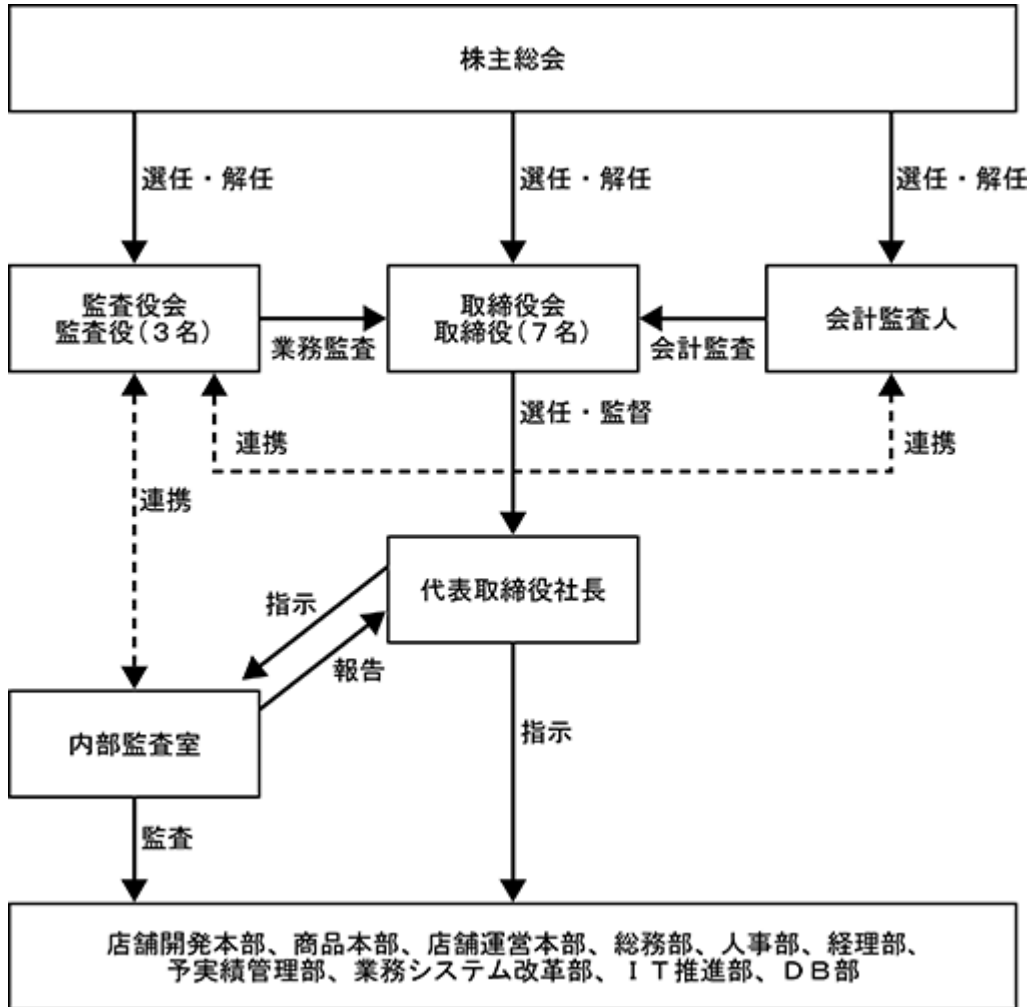 株主総会
選任・解任
選任・解任
選任・解任
監査役会
監査役(3名)
業務監査
取締役会
取締役(7名)
会計監査
会計監査人
選任・監督
連携
連携
連携
代表取締役社長
指示
報告
内部監査室
指示
監査
店舗開発本部、商品本部、店舗運営本部、総務部、人事部、経理部、
予実績管理部、業務システム改革部、IT推進部、DB部